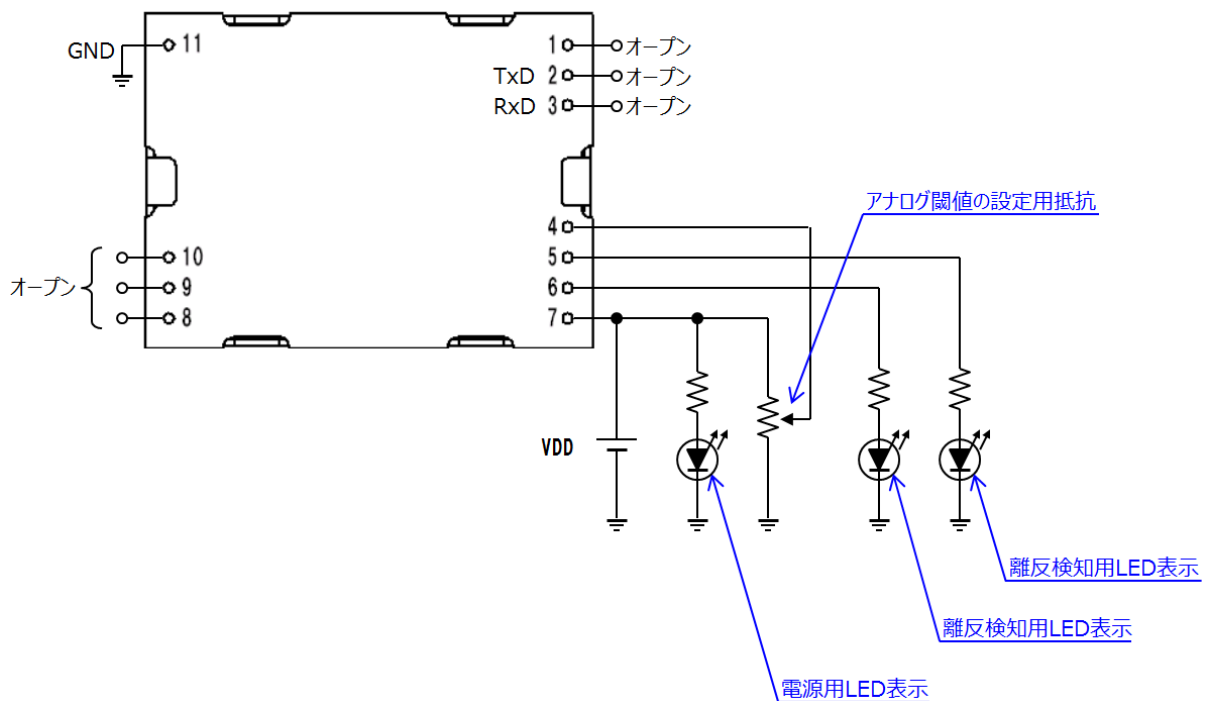 GND
11
1
オープン
TxD 2
オープン
RxD 3
オープン
アナログ閾値の設定用抵抗
4
10
5
オープン
9
6
8
7
VDD
離反検知用LED表示
離反検知用LED表示
電源用LED表示